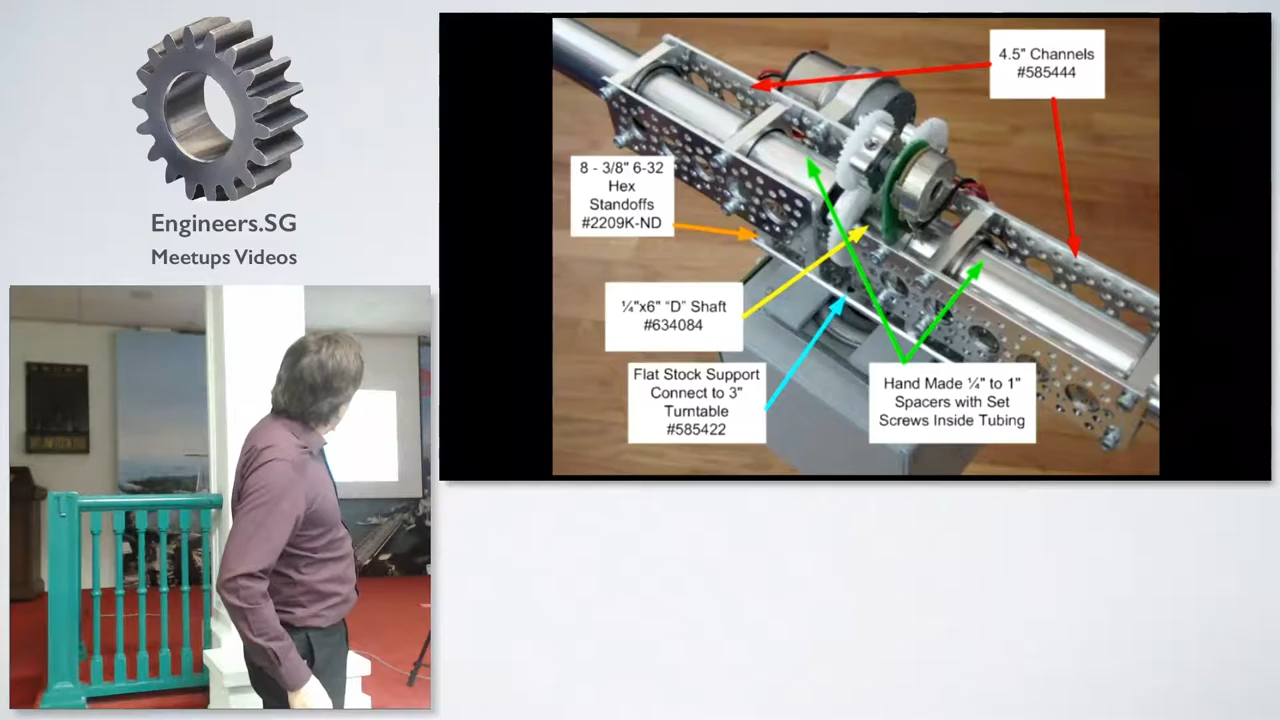 Engineers.SG
Meetups Videos
4.5" Channels
#585444
8 - 3/8" 6-32
Hex
Standoffs
#2209K-ND
¼"x6" “D” Shaft
#634084
Flat Stock Support
Connect to 3"
Turntable
#585422
Hand Made ¼" to 1"
Spacers with Set
Screws Inside Tubing